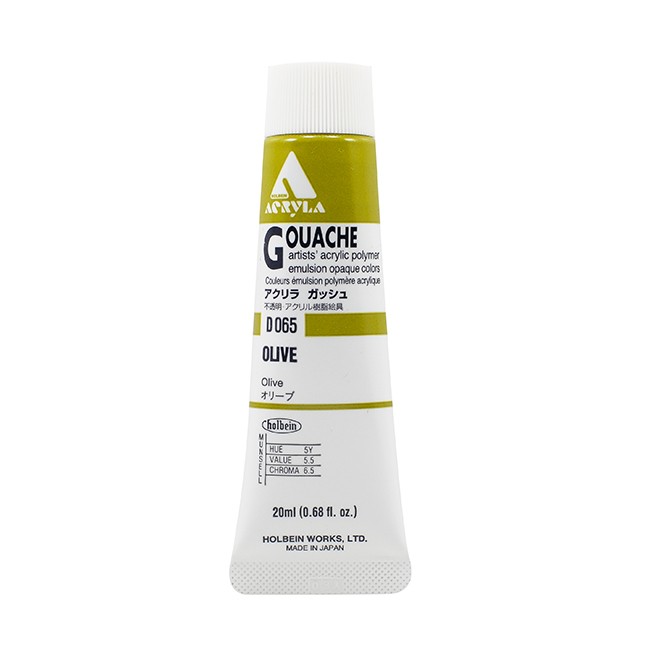 HOLBEIN
ACRYLA
GOUACHE
artists' acrylic polymer
emulsion opaque colors
Couleurs émulsion polymère acrylique
アクリラ ガッシュ
不透明・アクリル樹脂絵具
D 065
OLIVE
Olive
オリーブ
holbein
MUNSELL
HUE 5Y
VALUE 5.5
CHROMA 6.5
20ml (0.68 fl. oz.)
HOLBEIN WORKS, LTD.
MADE IN JAPAN